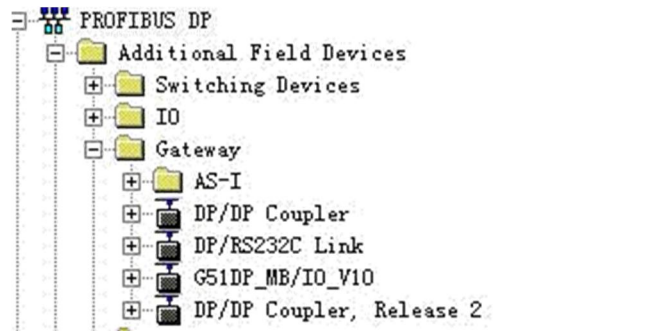 PROFIBUS DP
Additional Field Devices
Switching Devices
IO
Gateway
AS-I
DP/DP Coupler
DP/RS232C Link
G51DP_MB/IO_V10
DP/DP Coupler, Release 2